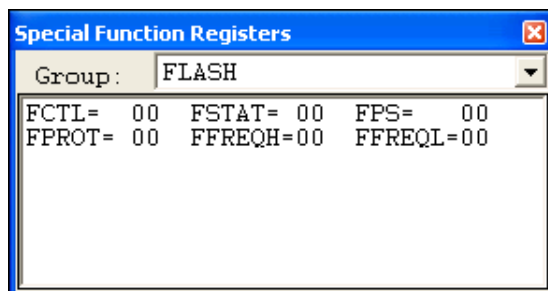 Special Function Registers
Group: FLASH
FCTL= 00 FSTAT= 00 FPS= 00
FPROT= 00 FFREQH=00 FFREQL=00